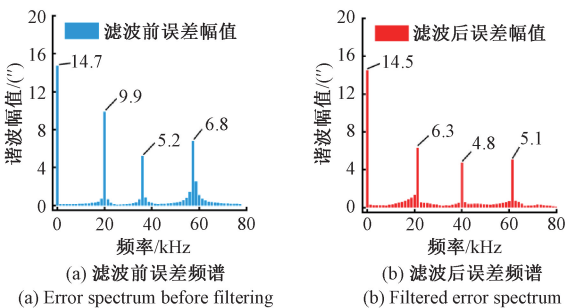 滤波前误差幅值
谐波幅值/(″)
20
16
12
8
4
0
14.7
9.9
5.2
6.8
0 20 40 60 80
频率/kHz
(a) 滤波前误差频谱
(a) Error spectrum before filtering
滤波后误差幅值
谐波幅值/(″)
20
16
12
8
4
0
14.5
6.3
4.8
5.1
0 20 40 60 80
频率/kHz
(b) 滤波后误差频谱
(b) Filtered error spectrum